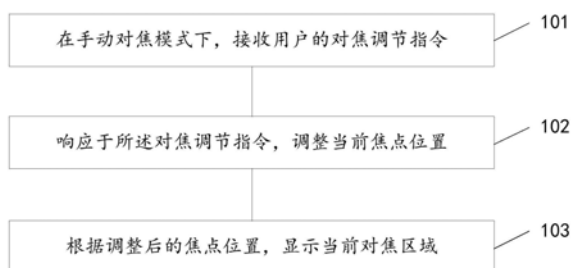 在手动对焦模式下，接收用户的对焦调节指令
101
响应于所述对焦调节指令，调整当前焦点位置
102
根据调整后的焦点位置，显示当前对焦区域
103